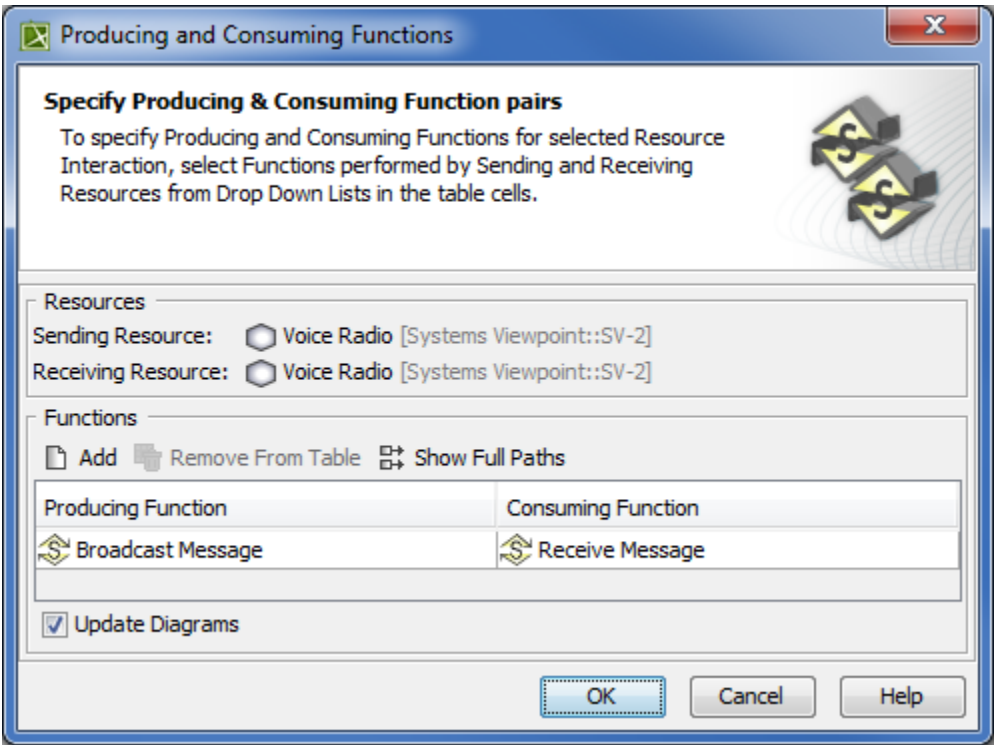 Producing and Consuming Functions
Specify Producing & Consuming Function pairs
To specify Producing and Consuming Functions for selected Resource
Interaction, select Functions performed by Sending and Receiving
Resources from Drop Down Lists in the table cells.
Resources
Sending Resource: Voice Radio [Systems Viewpoint::SV-2]
Receiving Resource: Voice Radio [Systems Viewpoint::SV-2]
Functions
Add Remove From Table Show Full Paths
Producing Function Consuming Function
S Broadcast Message S Receive Message
Update Diagrams
OK Cancel Help